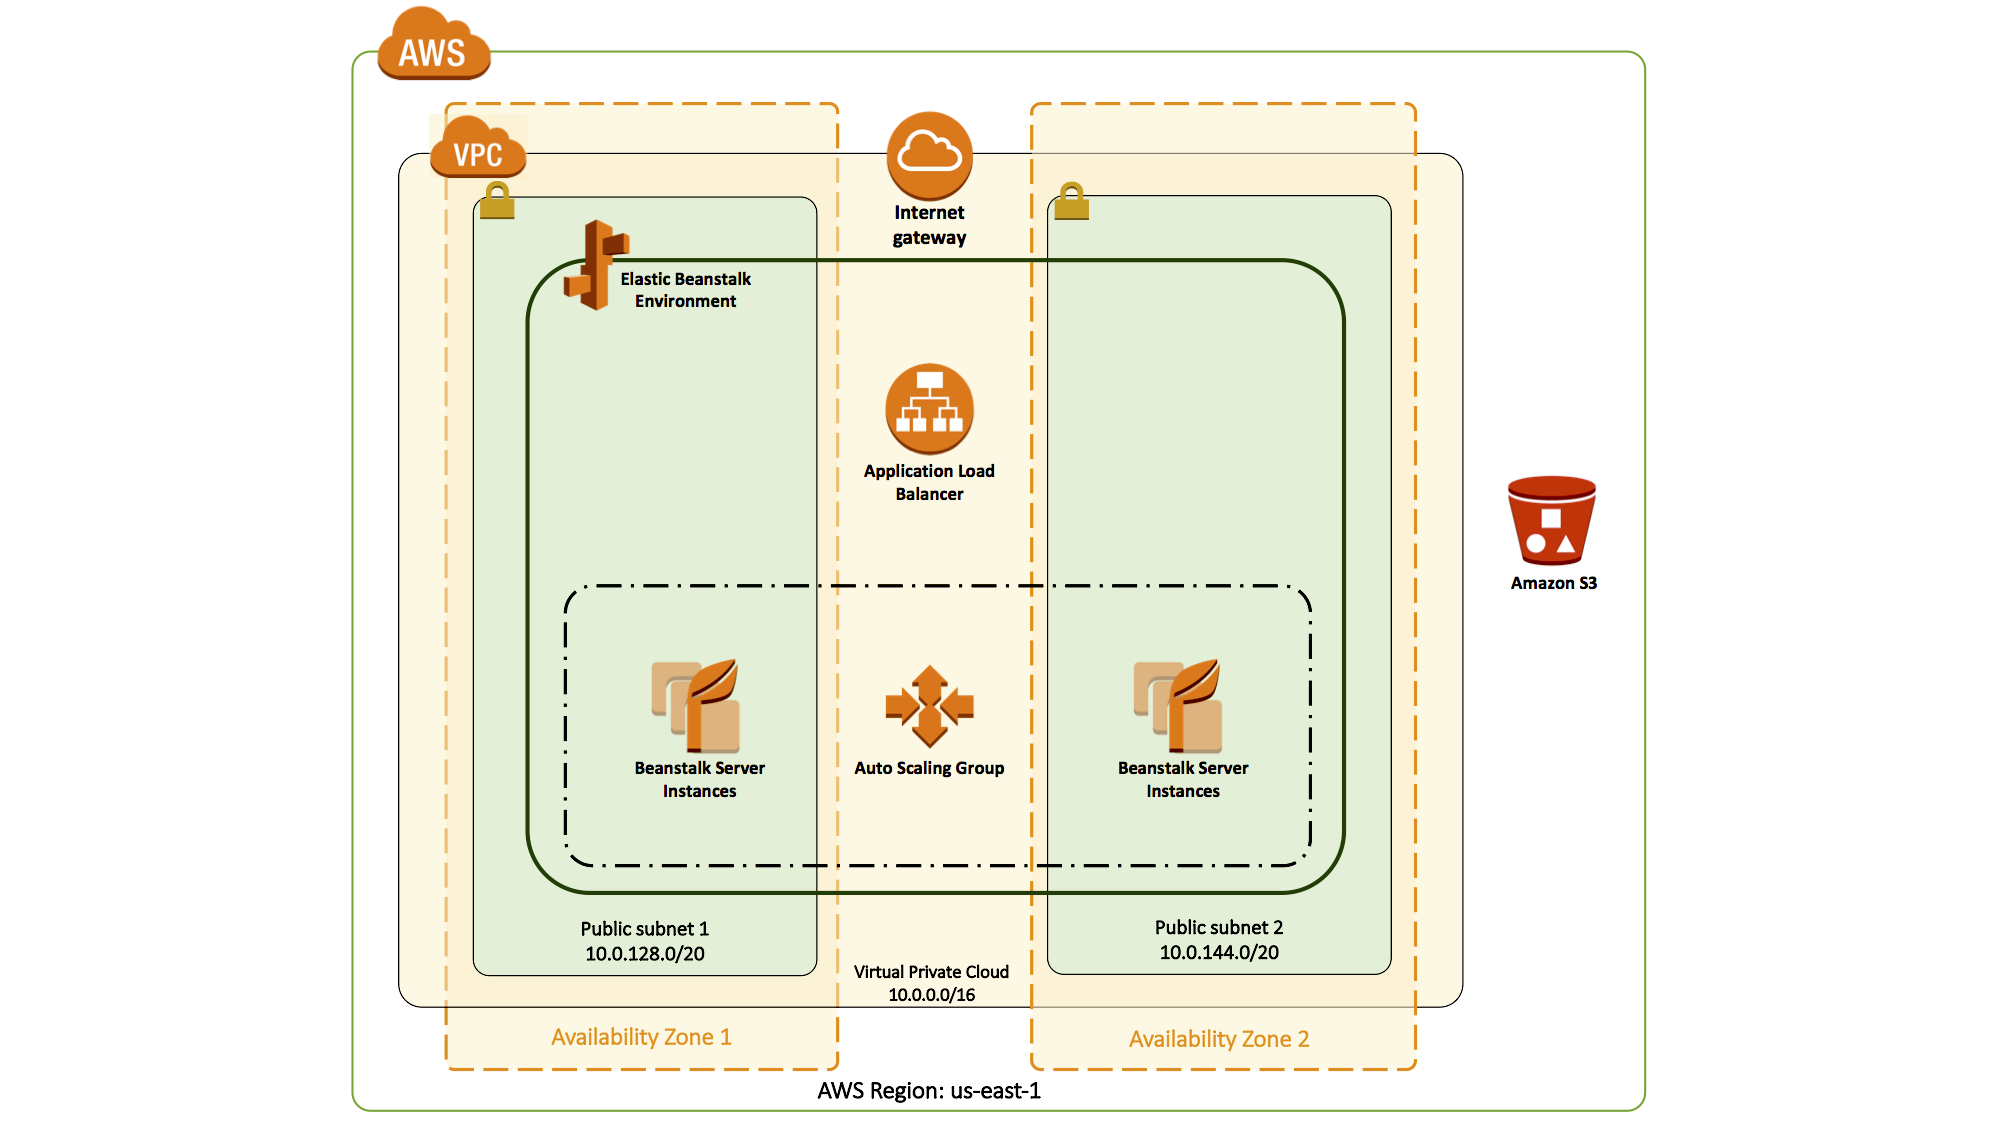 AWS
VPC
Internet
gateway
Elastic Beanstalk
Environment
Application Load
Balancer
Amazon S3
Beanstalk Server
Instances
Auto Scaling Group
Beanstalk Server
Instances
Public subnet 1
10.0.128.0/20
Public subnet 2
10.0.144.0/20
Virtual Private Cloud
10.0.0.0/16
Availability Zone 1
Availability Zone 2
AWS Region: us-east-1